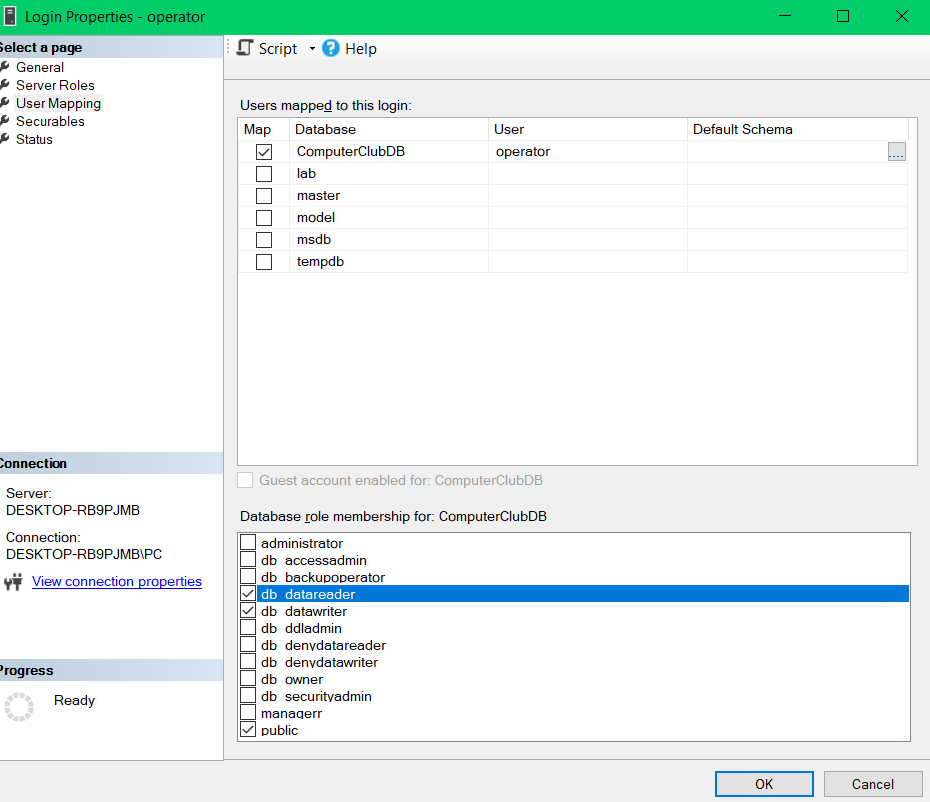 Login Properties - operator
Select a page
General
Server Roles
User Mapping
Securables
Status
Script
Help
Users mapped to this login:
Map Database User Default Schema
ComputerClubDB operator ....
lab
master
model
msdb
tempdb
Guest account enabled for: ComputerClubDB
Database role membership for: ComputerClubDB
administrator
db_accessadmin
db_backupoperator
db_datareader
db_datawriter
db_ddladmin
db_denydatareader
db_denydatawriter
db_owner
db_securityadmin
managerr
public
Connection
Server:
DESKTOP-RB9PJMB
Connection:
DESKTOP-RB9PJMB\PC
View connection properties
Progress
Ready
OK Cancel